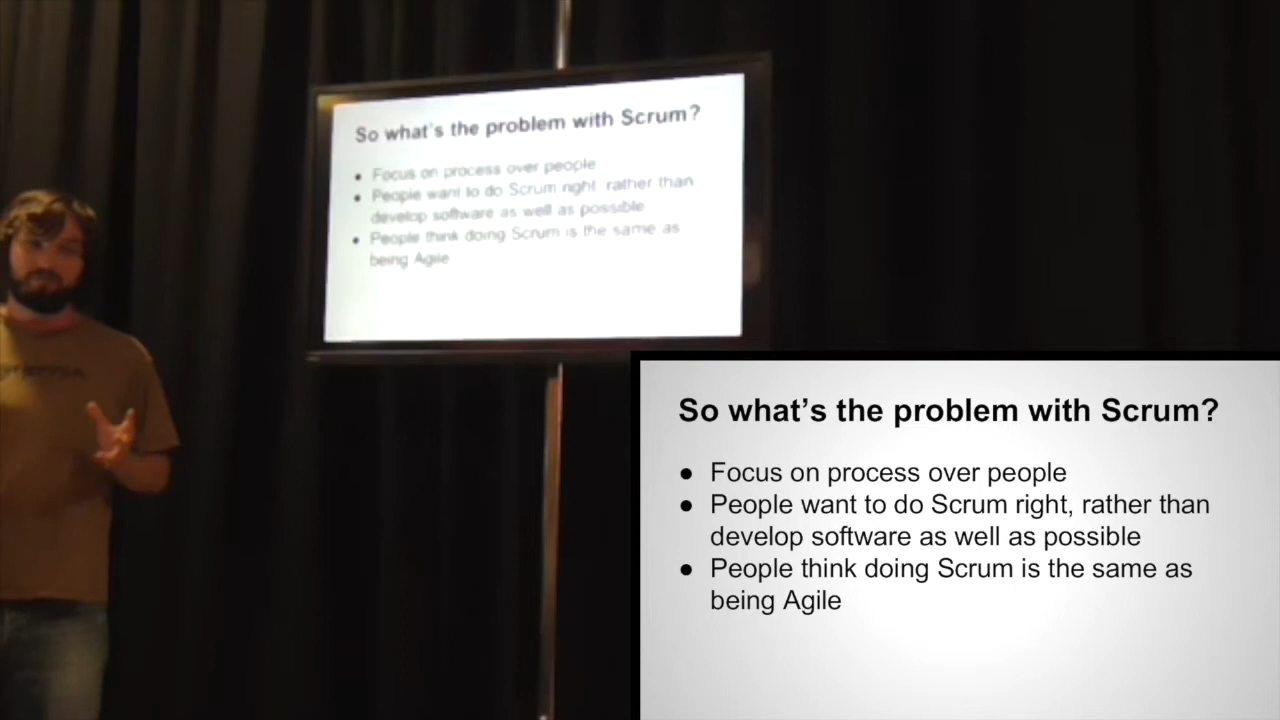 So what's the problem with Scrum?
● Focus on process over people
● People want to do Scrum right, rather than
develop software as well as possible
● People think doing Scrum is the same as
being Agile
So what's the problem with Scrum?
● Focus on process over people
● People want to do Scrum right, rather than
develop software as well as possible
● People think doing Scrum is the same as
being Agile